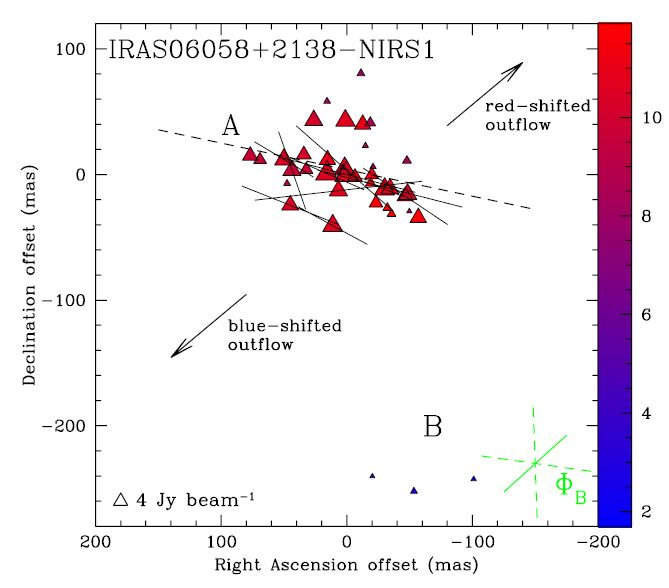 IRAS06058+2138−NIRS1
100
0
−100
−200
Declination offset (mas)
A
red−shifted
outflow
blue−shifted
outflow
B
Φ_B
△ 4 Jy beam⁻¹
200
100
0
−100
−200
Right Ascension offset (mas)
10
8
6
4
2